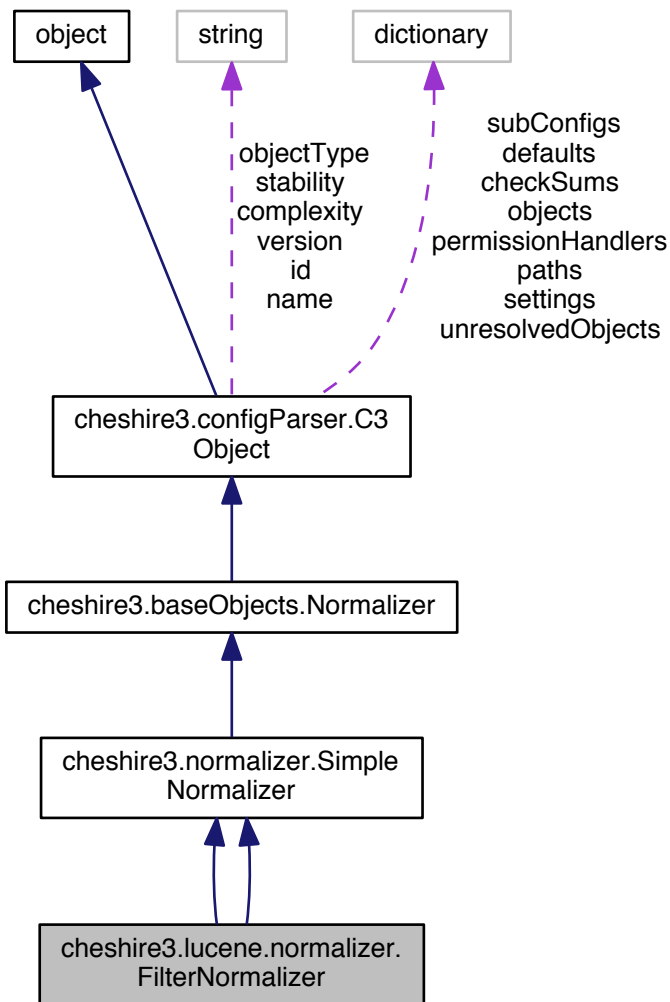 object
string
dictionary
objectType
stability
complexity
version
id
name
subConfigs
defaults
checkSums
objects
permissionHandlers
paths
settings
unresolvedObjects
cheshire3.configParser.C3
Object
cheshire3.baseObjects.Normalizer
cheshire3.normalizer.Simple
Normalizer
cheshire3.lucene.normalizer.
FilterNormalizer